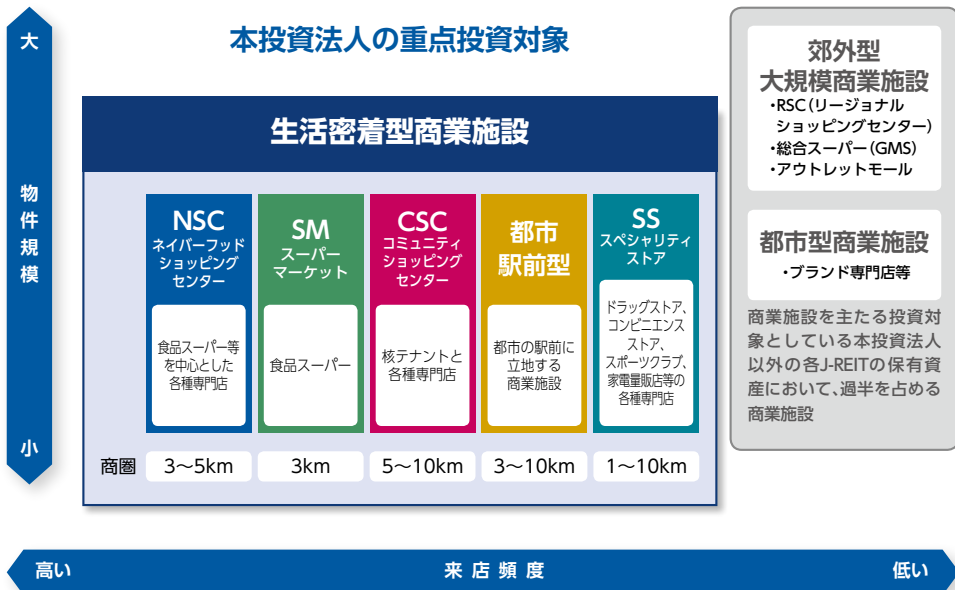 大
物件規模
小
本投資法人の重点投資対象
生活密着型商業施設
NSC
ネイバーフッド
ショッピング
センター
食品スーパー等
を中心とした
各種専門店
SM
スーパー
マーケット
食品スーパー
CSC
コミュニティ
ショッピング
センター
核テナントと
各種専門店
都市
駅前型
都市の駅前に
立地する
商業施設
SS
スペシャリティ
ストア
ドラッグストア、
コンビニエンス
ストア、
スポーツクラブ、
家電量販店等の
各種専門店
商圏 3〜5km 3km 5〜10km 3〜10km 1〜10km
郊外型
大規模商業施設
・RSC（リージョナル
ショッピングセンター）
・総合スーパー（GMS）
・アウトレットモール
都市型商業施設
・ブランド専門店等
商業施設を主たる投資対
象としている本投資法人
以外の各J-REITの保有資
産において、過半を占める
商業施設
高い 来店頻度 低い